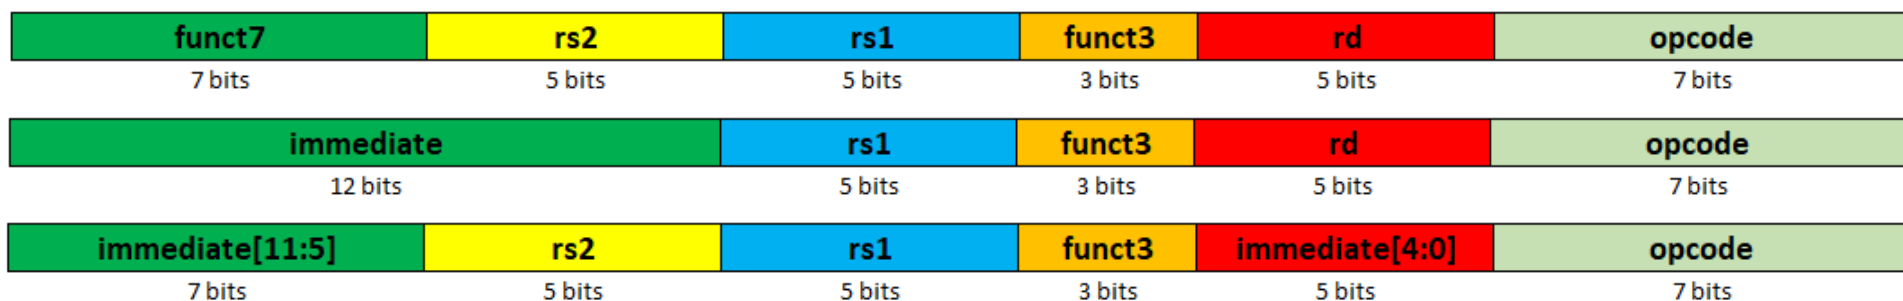 funct7 rs2 rs1 funct3 rd opcode
7 bits 5 bits 5 bits 3 bits 5 bits 7 bits
immediate rs1 funct3 rd opcode
12 bits 5 bits 3 bits 5 bits 7 bits
immediate[11:5] rs2 rs1 funct3 immediate[4:0] opcode
7 bits 5 bits 5 bits 3 bits 5 bits 7 bits